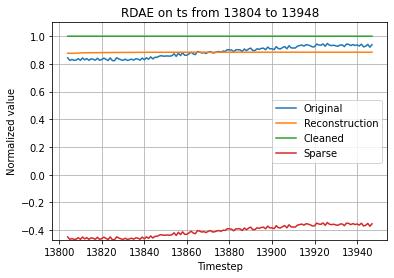 RDAE on ts from 13804 to 13948
Normalized value
1.0
0.8
0.6
0.4
0.2
0.0
−0.2
−0.4
Original
Reconstruction
Cleaned
Sparse
13800 13820 13840 13860 13880 13900 13920 13940
Timestep